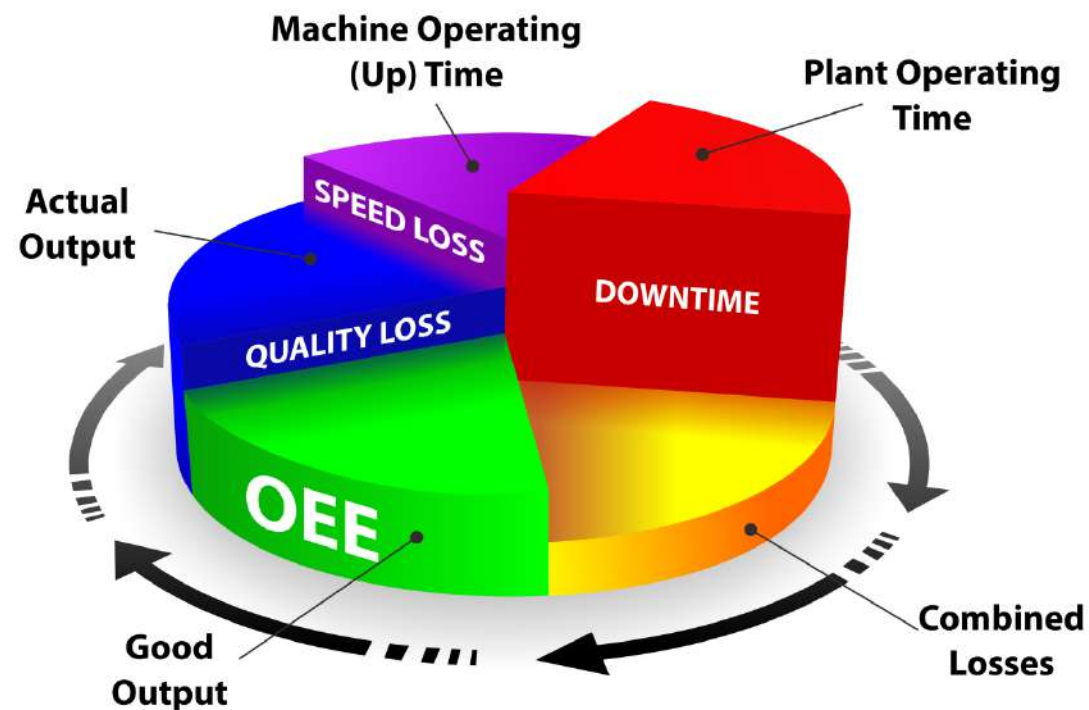 Machine Operating
(Up) Time
Plant Operating
Time
Actual
Output
SPEED LOSS
DOWNTIME
QUALITY LOSS
OEE
Good
Output
Combined
Losses